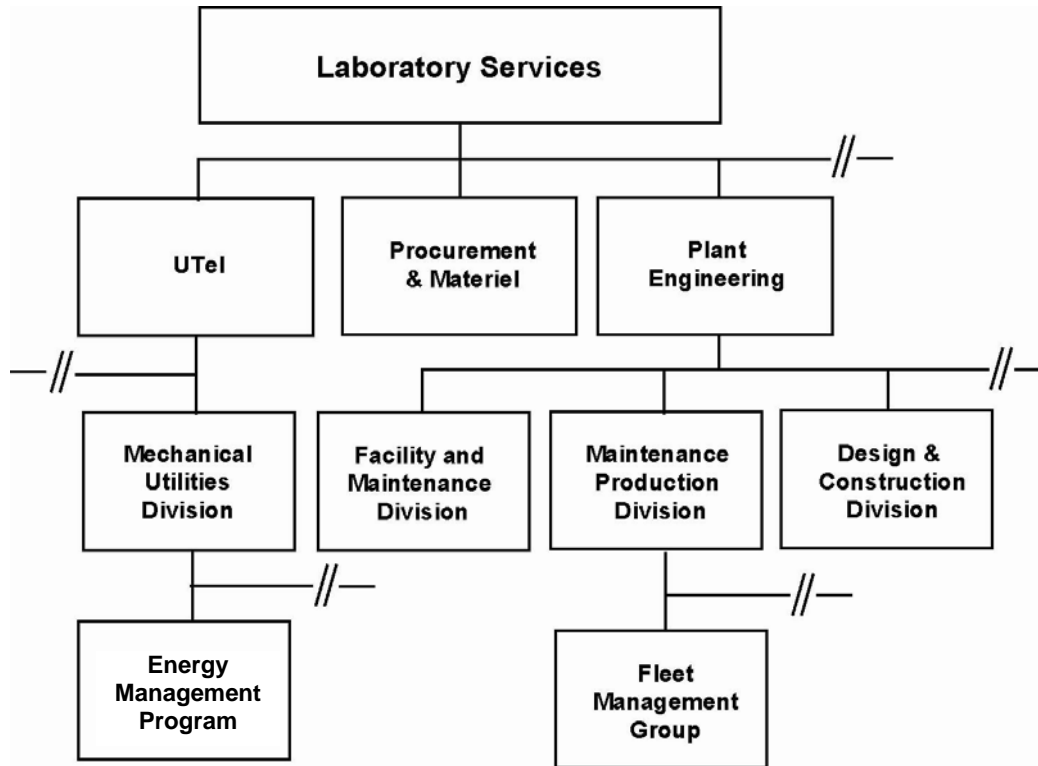 Laboratory Services
UTel
Procurement
& Materiel
Plant
Engineering
Mechanical
Utilities
Division
Facility and
Maintenance
Division
Maintenance
Production
Division
Design &
Construction
Division
Energy
Management
Program
Fleet
Management
Group